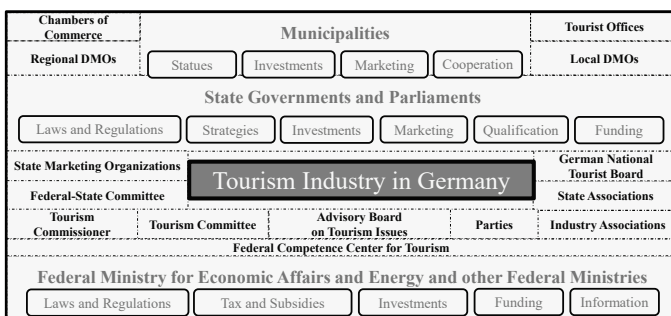 Chambers of
Commerce
Municipalities
Tourist Offices
Regional DMOs
Statues
Investments
Marketing
Cooperation
Local DMOs
State Governments and Parliaments
Laws and Regulations
Strategies
Investments
Marketing
Qualification
Funding
State Marketing Organizations
Tourism Industry in Germany
German National
Tourist Board
Federal-State Committee
State Associations
Tourism
Commissioner
Tourism Committee
Advisory Board
on Tourism Issues
Parties
Industry Associations
Federal Competence Center for Tourism
Federal Ministry for Economic Affairs and Energy and other Federal Ministries
Laws and Regulations
Tax and Subsidies
Investments
Funding
Information